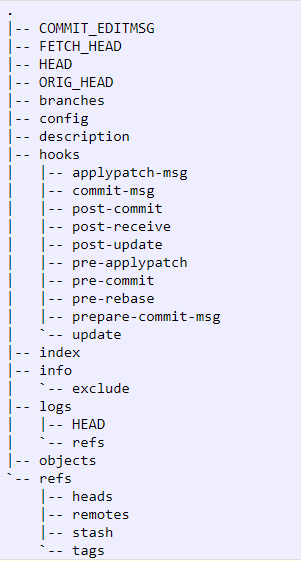 .
|-- COMMIT_EDITMSG
|-- FETCH_HEAD
|-- HEAD
|-- ORIG_HEAD
|-- branches
|-- config
|-- description
|-- hooks
|   |-- applypatch-msg
|   |-- commit-msg
|   |-- post-commit
|   |-- post-receive
|   |-- post-update
|   |-- pre-applypatch
|   |-- pre-commit
|   |-- pre-rebase
|   |-- prepare-commit-msg
|   `-- update
|-- index
|-- info
|   `-- exclude
|-- logs
|   |-- HEAD
|   `-- refs
|-- objects
`-- refs
    |-- heads
    |-- remotes
    |-- stash
    `-- tags